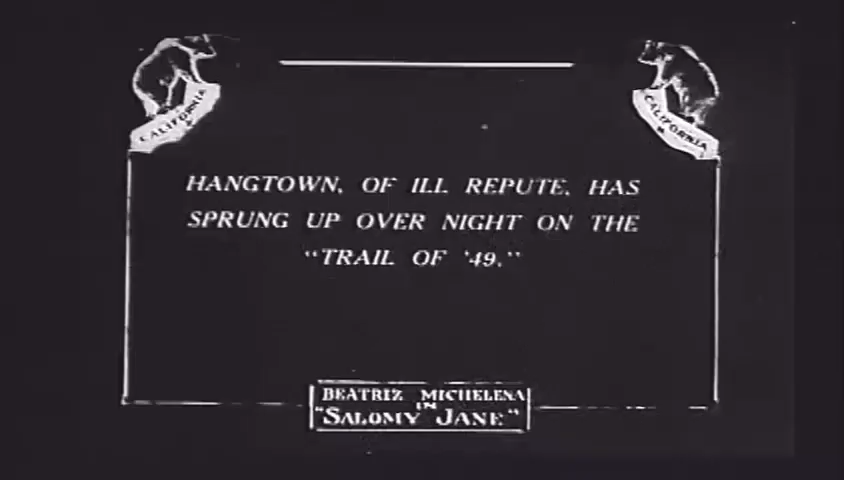 CALIFORNIA
CALIFORNIA
HANGTOWN, OF ILL REPUTE, HAS
SPRUNG UP OVER NIGHT ON THE
"TRAIL OF '49."
BEATRIZ MICHELENA
IN
"SALOMY JANE"